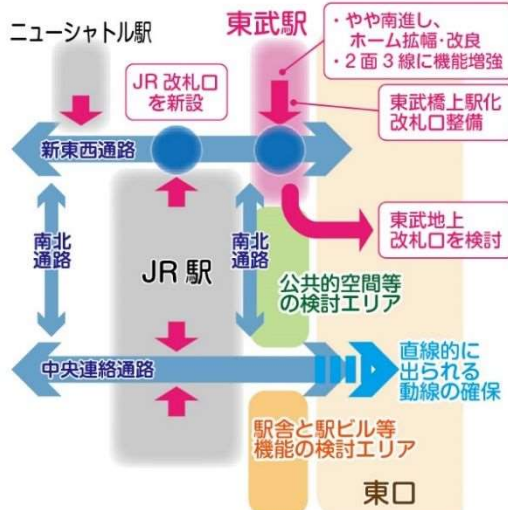 ニューシャトル駅
東武駅
・やや南進し、
ホーム拡幅・改良
・2面3線に機能増強
JR改札口
を新設
東武橋上駅化
改札口整備
新東西通路
南北
通路
JR駅
南北
通路
東武地上
改札口を検討
公共的空間等
の検討エリア
中央連絡通路
直線的に
出られる
動線の確保
駅舎と駅ビル等
機能の検討エリア
東口